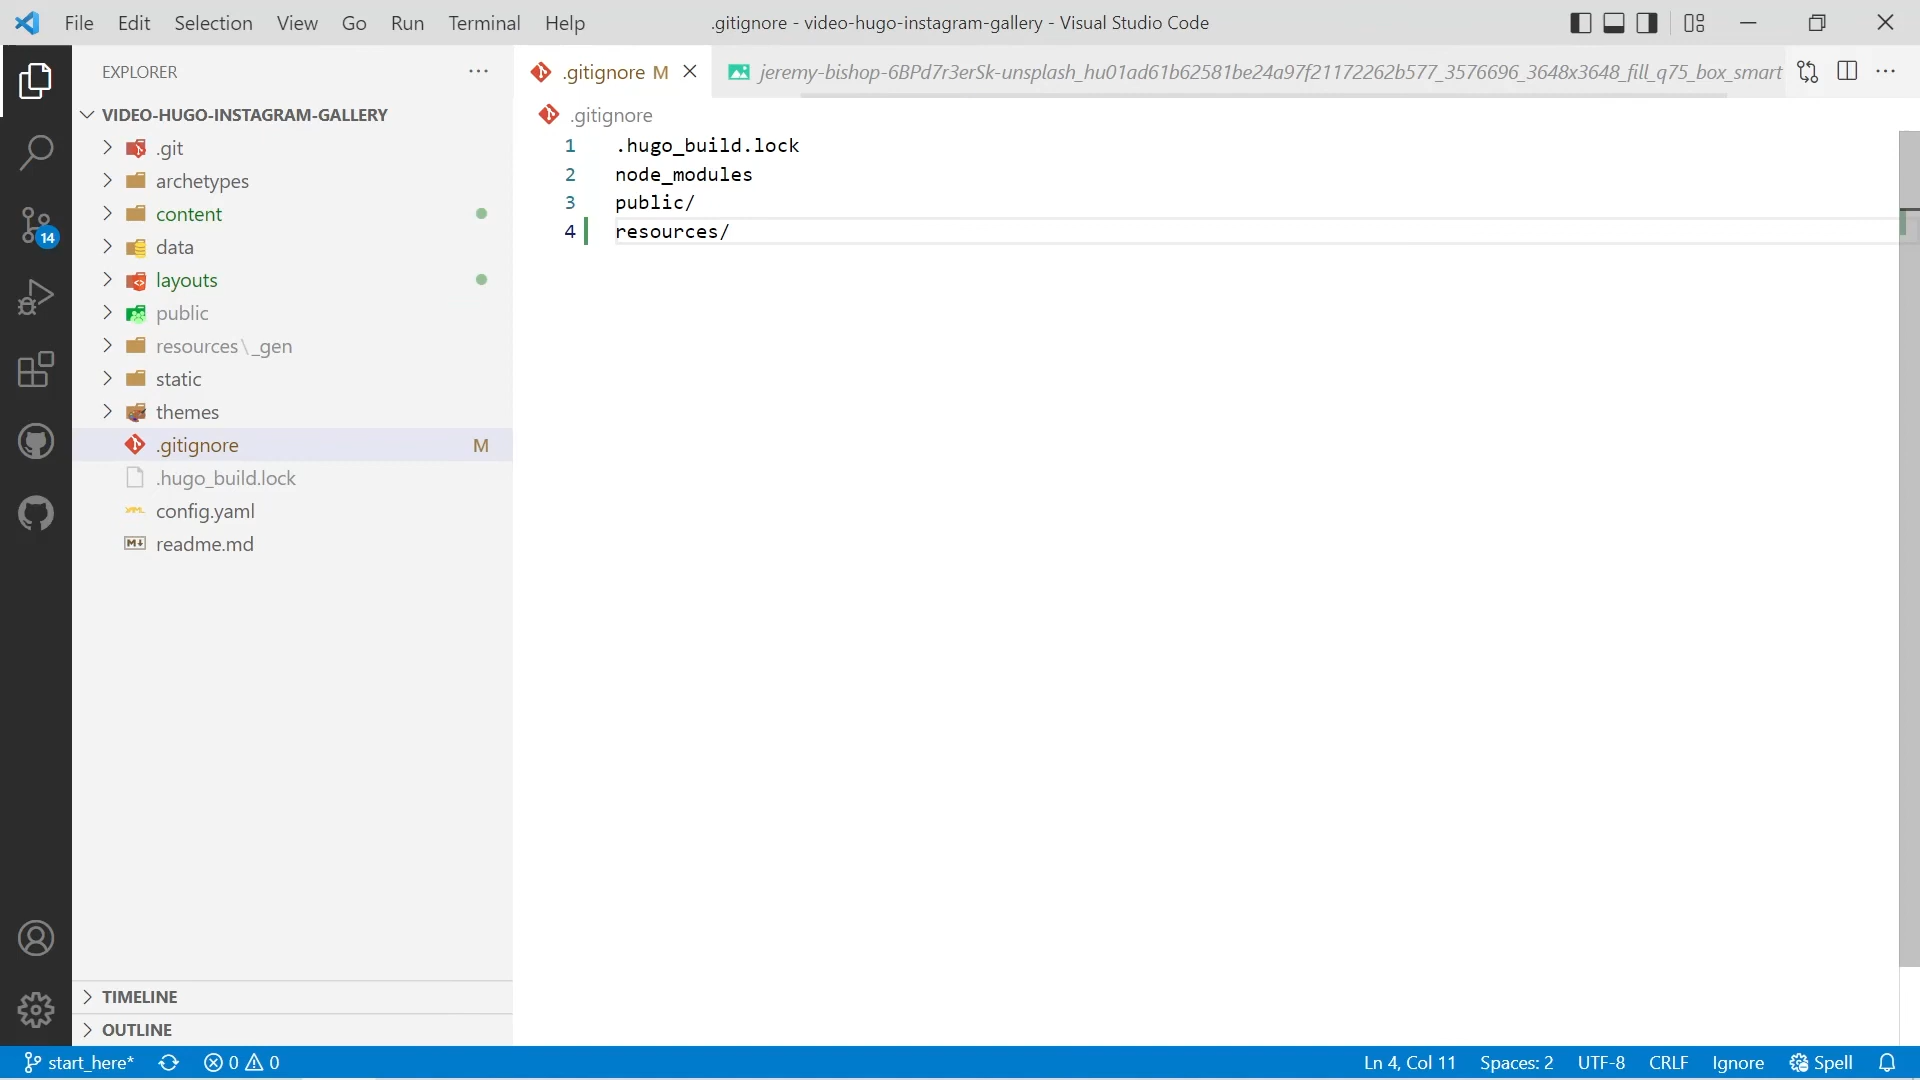 File Edit Selection View Go Run Terminal Help
.gitignore - video-hugo-instagram-gallery - Visual Studio Code
EXPLORER
VIDEO-HUGO-INSTAGRAM-GALLERY
.git
archetypes
content
data
layouts
public
resources\_gen
static
themes
.gitignore M
.hugo_build.lock
config.yaml
readme.md
TIMELINE
OUTLINE
14
.gitignore M
jeremy-bishop-6BPd7r3erSk-unsplash_hu01ad61b62581be24a97f21172262b577_3576696_3648x3648_fill_q75_box_smart
.gitignore
1 .hugo_build.lock
2 node_modules
3 public/
4 resources/
start_here* 0 0
Ln 4, Col 11 Spaces: 2 UTF-8 CRLF Ignore Spell